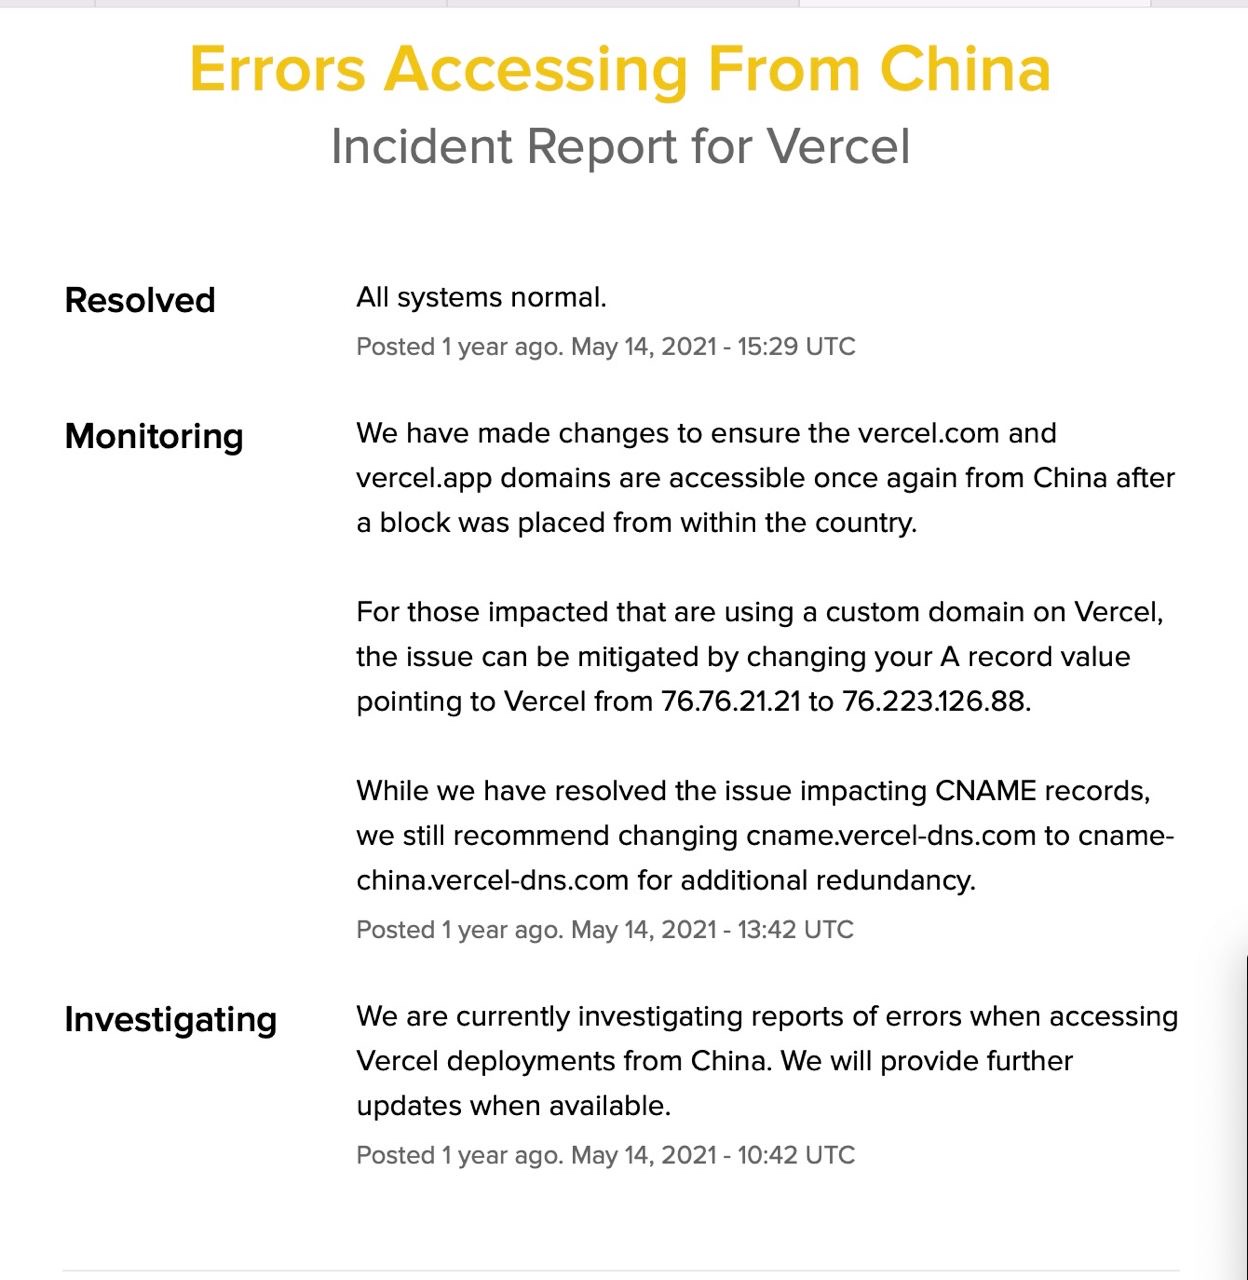 Errors Accessing From China
Incident Report for Vercel
Resolved
All systems normal.
Posted 1 year ago. May 14, 2021 - 15:29 UTC
Monitoring
We have made changes to ensure the vercel.com and
vercel.app domains are accessible once again from China after
a block was placed from within the country.
For those impacted that are using a custom domain on Vercel,
the issue can be mitigated by changing your A record value
pointing to Vercel from 76.76.21.21 to 76.223.126.88.
While we have resolved the issue impacting CNAME records,
we still recommend changing cname.vercel-dns.com to cname-
china.vercel-dns.com for additional redundancy.
Posted 1 year ago. May 14, 2021 - 13:42 UTC
Investigating
We are currently investigating reports of errors when accessing
Vercel deployments from China. We will provide further
updates when available.
Posted 1 year ago. May 14, 2021 - 10:42 UTC